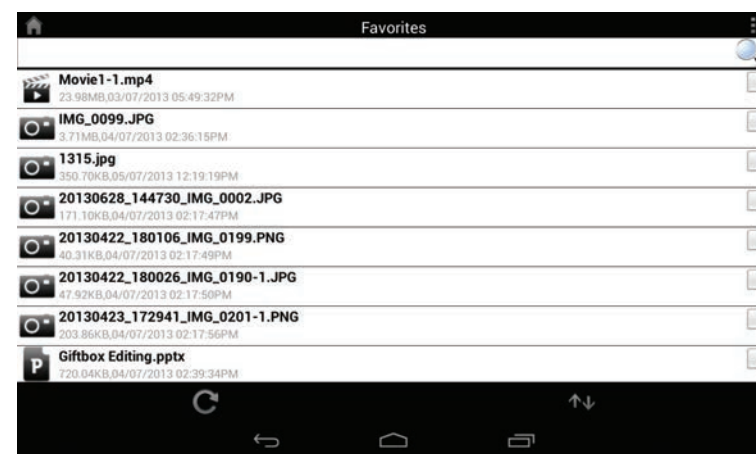 Favorites
Movie1-1.mp4
23.98MB,03/07/2013 05:49:32PM
IMG_0099.JPG
3.71MB,04/07/2013 02:36:15PM
1315.jpg
350.70KB,05/07/2013 12:19:19PM
20130628_144730_IMG_0002.JPG
171.10KB,04/07/2013 02:17:47PM
20130422_180106_IMG_0199.PNG
40.31KB,04/07/2013 02:17:49PM
20130422_180026_IMG_0190-1.JPG
47.92KB,04/07/2013 02:17:50PM
20130423_172941_IMG_0201-1.PNG
203.86KB,04/07/2013 02:17:56PM
P
Giftbox Editing.pptx
720.04KB,04/07/2013 02:39:34PM